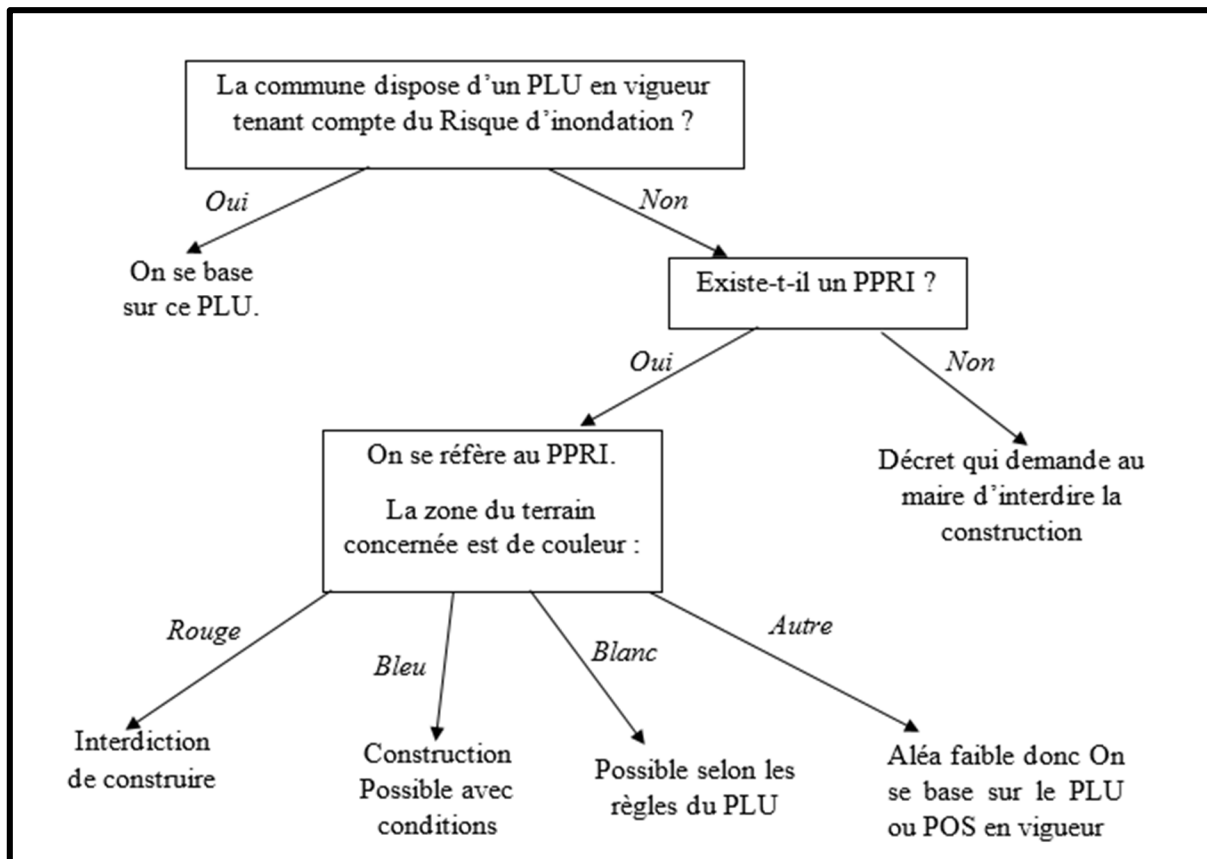 La commune dispose d’un PLU en vigueur
tenant compte du Risque d’inondation ?
Oui
Non
On se base
sur ce PLU.
Existe-t-il un PPRI ?
Oui
Non
On se réfère au PPRI.
La zone du terrain
concernée est de couleur :
Décret qui demande au
maire d’interdire la
construction
Rouge
Bleu
Blanc
Autre
Interdiction
de construire
Construction
Possible avec
conditions
Possible selon les
règles du PLU
Aléa faible donc On
se base sur le PLU
ou POS en vigueur